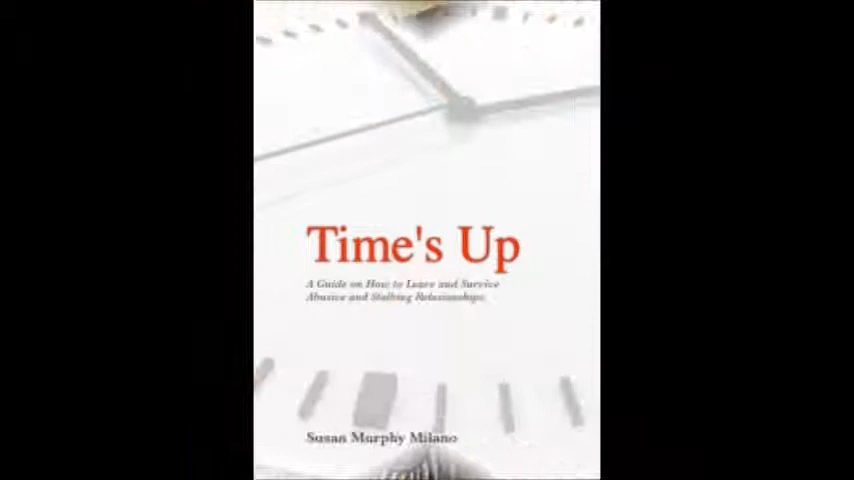 Time's Up
A Guide on How to Leave and Survive
Abusive and Stalking Relationships
Susan Murphy Milano